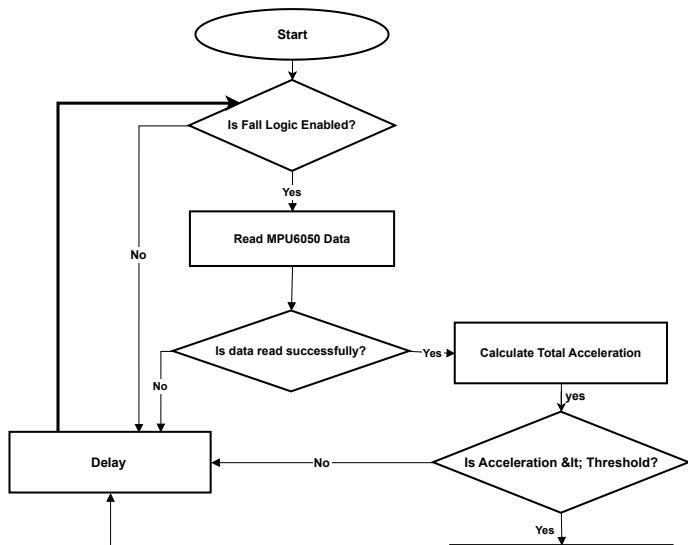 Start
Is Fall Logic Enabled?
Yes
Read MPU6050 Data
No
Is data read successfully?
Yes
Calculate Total Acceleration
No
yes
Delay
No
Is Acceleration &lt; Threshold?
Yes